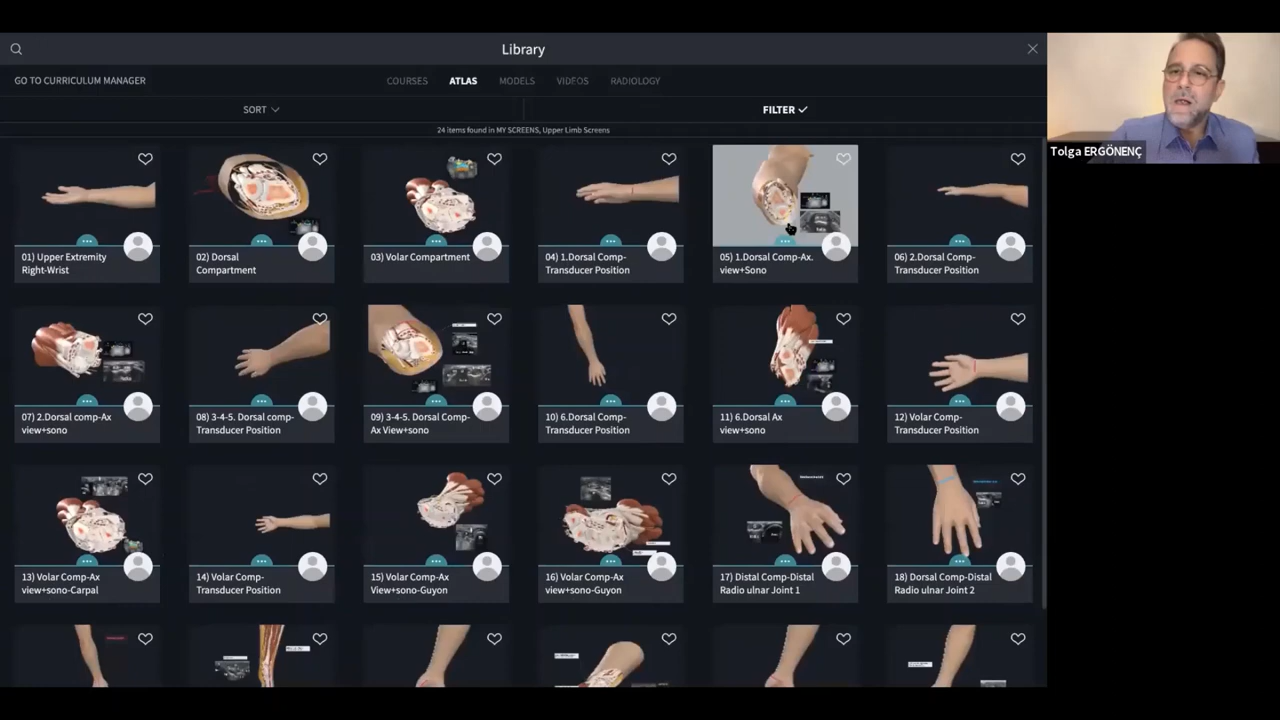 Library
GO TO CURRICULUM MANAGER
COURSES
ATLAS
MODELS
VIDEOS
RADIOLOGY
SORT
FILTER
24 items found in MY SCREENS, Upper Limb Screens
Tolga ERGÖNENÇ
01) Upper Extremity
Right-Wrist
02) Dorsal
Compartment
03) Volar Compartment
04) 1.Dorsal Comp-
Transducer Position
05) 1.Dorsal Comp-Ax.
view+Sono
06) 2.Dorsal Comp-
Transducer Position
07) 2.Dorsal comp-Ax
view+sono
08) 3-4-5. Dorsal comp-
Transducer Position
09) 3-4-5. Dorsal Comp-
Ax View+sono
10) 6.Dorsal Comp-
Transducer Position
11) 6.Dorsal Ax
view+sono
12) Volar Comp-
Transducer Position
13) Volar Comp-Ax
view+sono-Carpal
14) Volar Comp-
Transducer Position
15) Volar Comp-Ax
View+sono-Guyon
16) Volar Comp-Ax
view+sono-Guyon
17) Distal Comp-Distal
Radio ulnar Joint 1
18) Dorsal Comp-Distal
Radio ulnar Joint 2